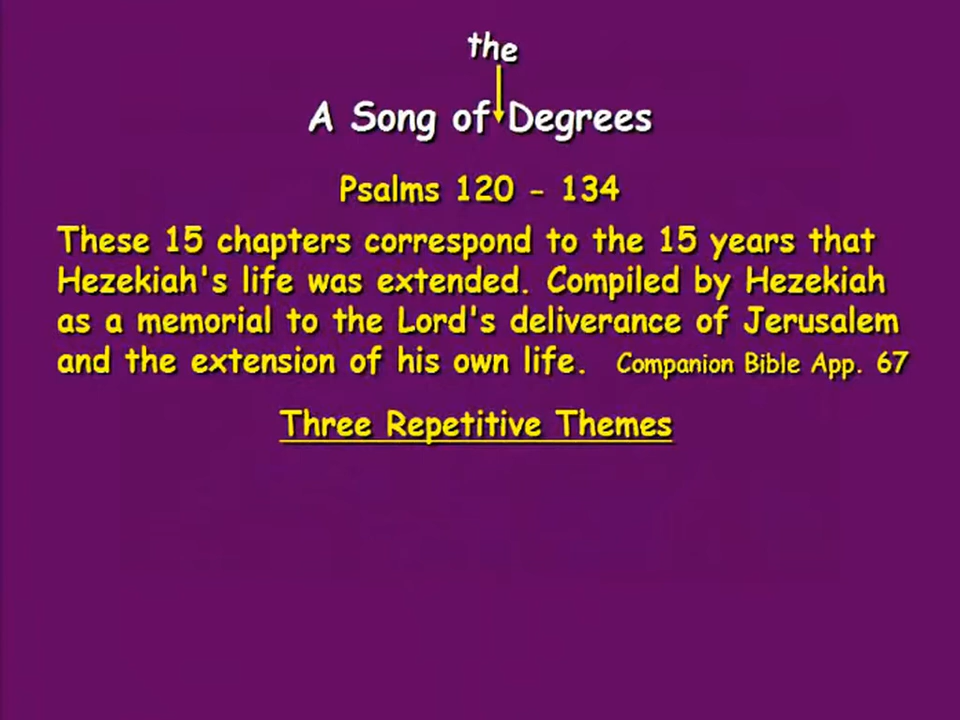 the
A Song of Degrees
Psalms 120 - 134
These 15 chapters correspond to the 15 years that
Hezekiah's life was extended. Compiled by Hezekiah
as a memorial to the Lord's deliverance of Jerusalem
and the extension of his own life. Companion Bible App. 67
Three Repetitive Themes